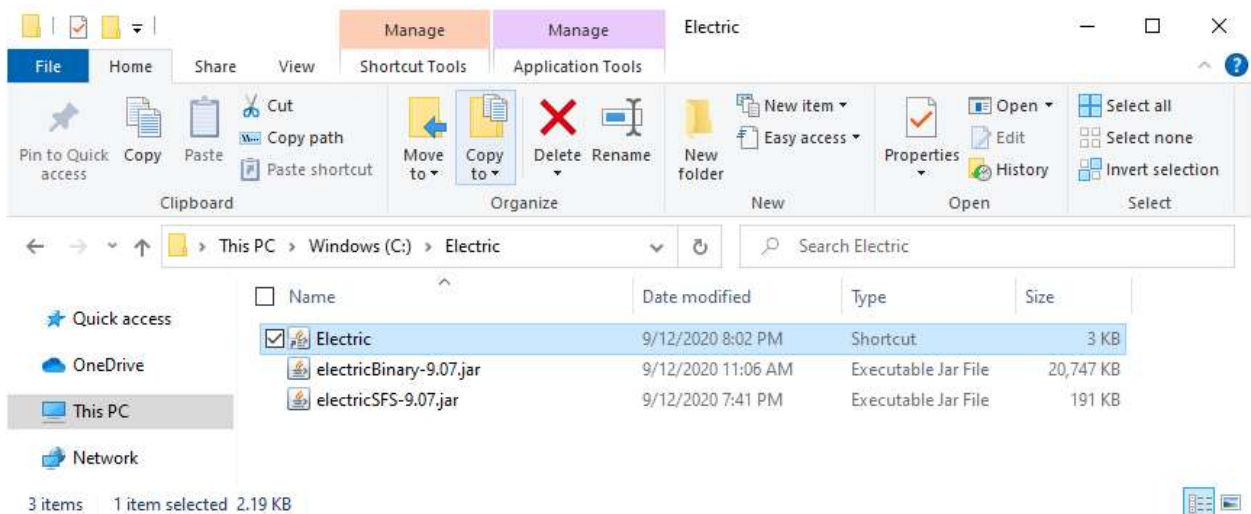 Manage Manage Electric
File Home Share View Shortcut Tools Application Tools
Pin to Quick access
Copy
Paste
Cut
Copy path
Paste shortcut
Clipboard
Move to
Copy to
Delete
Rename
Organize
New folder
New item
Easy access
New
Properties
Open
Edit
History
Open
Select all
Select none
Invert selection
Select
This PC > Windows (C:) > Electric
Search Electric
Quick access
OneDrive
This PC
Network
Name Date modified Type Size
Electric 9/12/2020 8:02 PM Shortcut 3 KB
electricBinary-9.07.jar 9/12/2020 11:06 AM Executable Jar File 20,747 KB
electricSFS-9.07.jar 9/12/2020 7:41 PM Executable Jar File 191 KB
3 items 1 item selected 2.19 KB